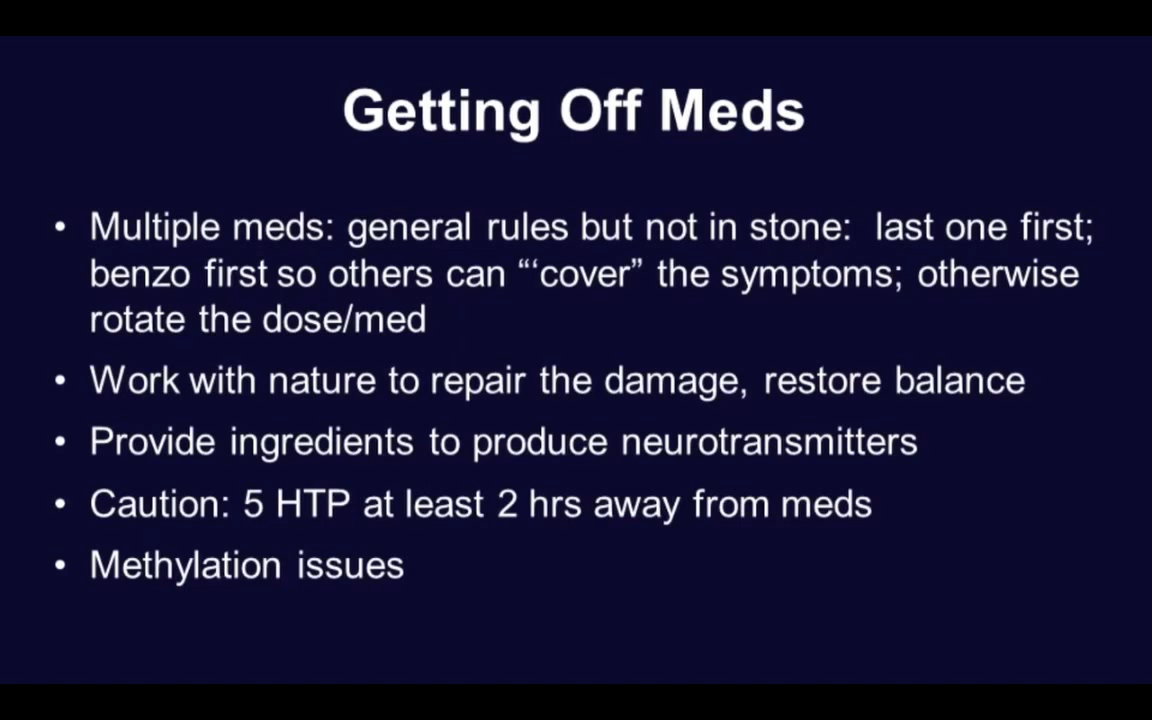 Getting Off Meds
• Multiple meds: general rules but not in stone:  last one first;
benzo first so others can “‘cover” the symptoms; otherwise
rotate the dose/med
• Work with nature to repair the damage, restore balance
• Provide ingredients to produce neurotransmitters
• Caution: 5 HTP at least 2 hrs away from meds
• Methylation issues